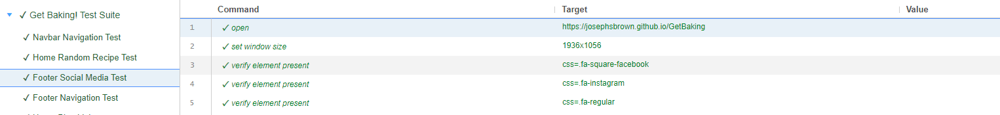 Get Baking! Test Suite
Navbar Navigation Test
Home Random Recipe Test
Footer Social Media Test
Footer Navigation Test
Command Target Value
1 open https://josephsbrown.github.io/GetBaking
2 set window size 1936x1056
3 verify element present css=.fa-square-facebook
4 verify element present css=.fa-instagram
5 verify element present css=.fa-regular